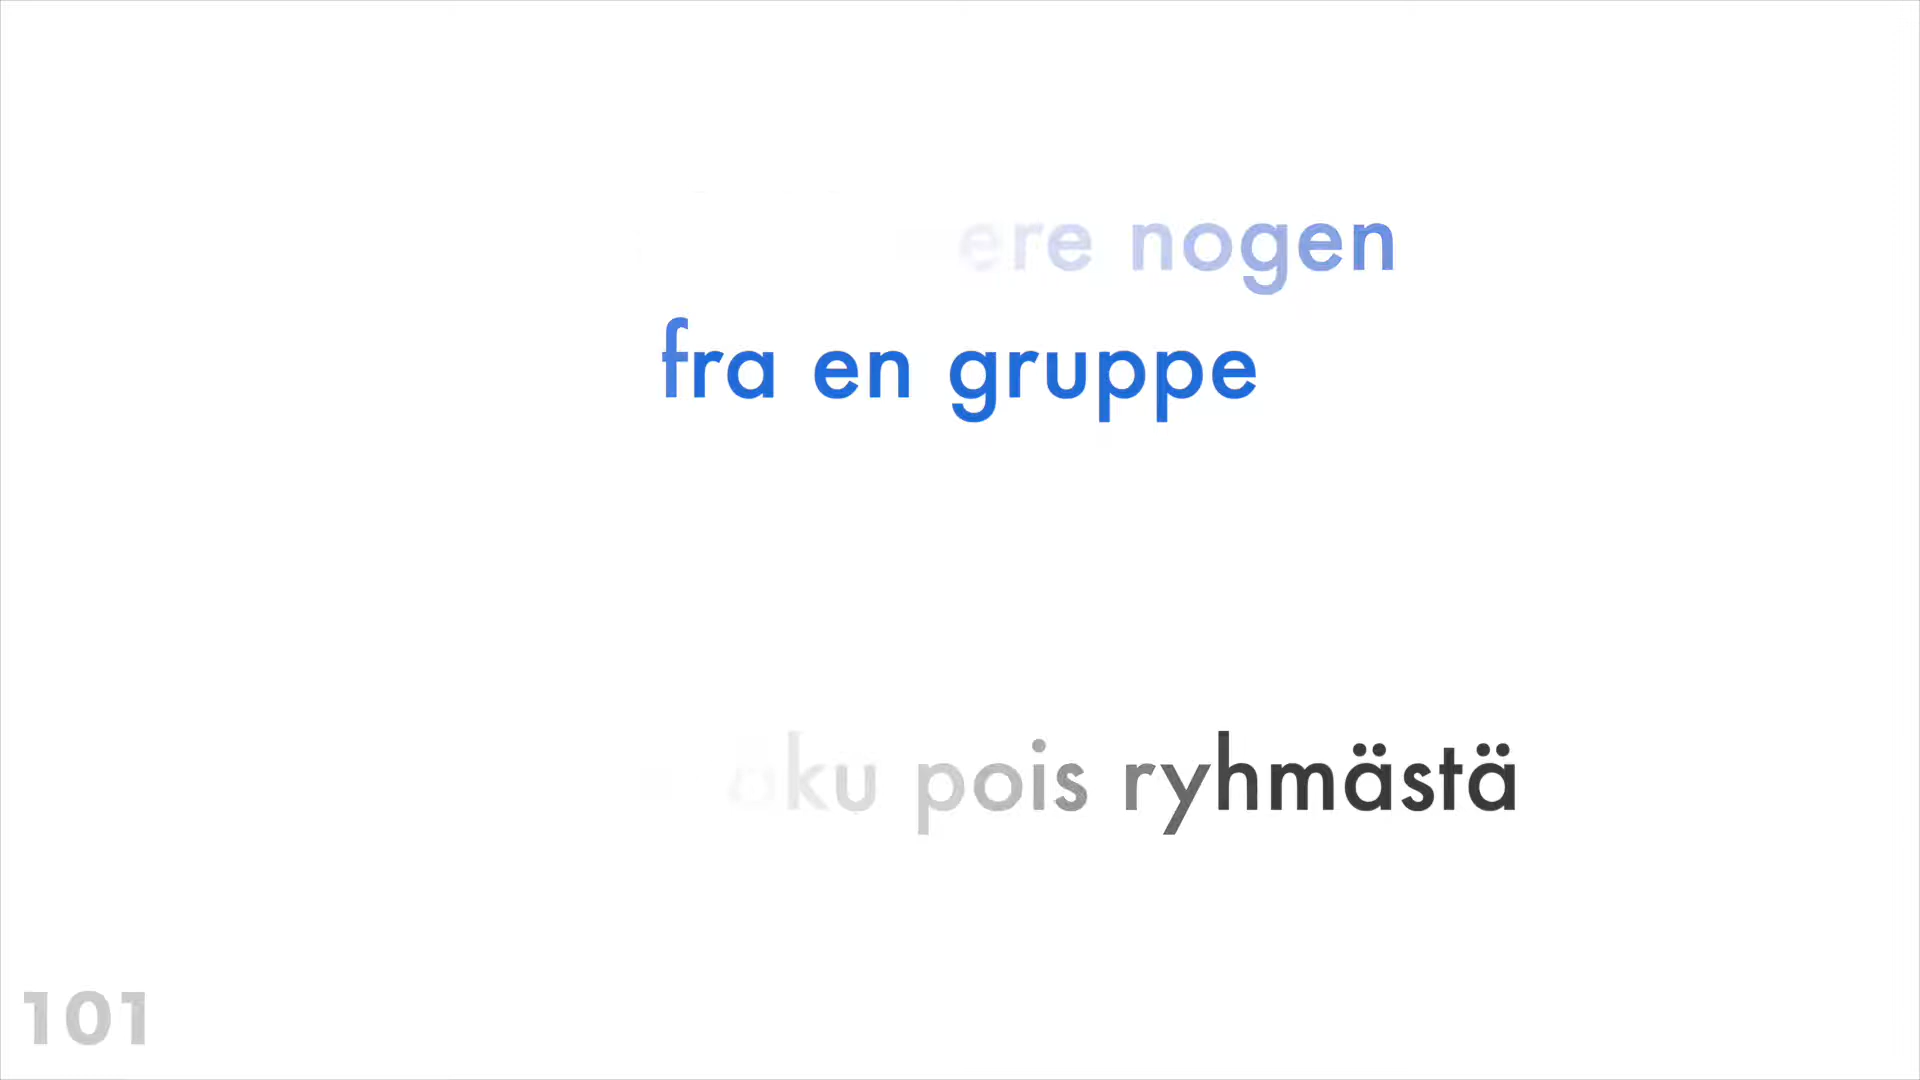 ere nogen
fra en gruppe
ku pois ryhmästä
101